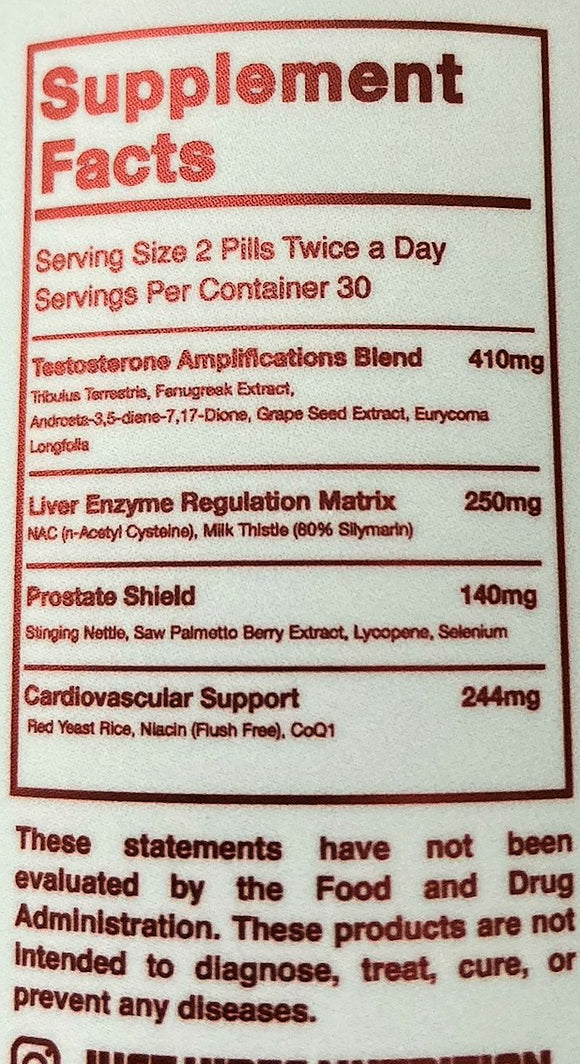 Supplement
Facts
Serving Size 2 Pills Twice a Day
Servings Per Container 30
Testosterone Amplifications Blend 410mg
Tribulus Terrestris, Fenugreek Extract,
Androsta-3,5-diene-7,17-Dione, Grape Seed Extract, Eurycoma
Longfolia
Liver Enzyme Regulation Matrix 250mg
NAC (n-Acetyl Cysteine), Milk Thistle (80% Silymarin)
Prostate Shield 140mg
Stinging Nettle, Saw Palmetto Berry Extract, Lycopene, Selenium
Cardiovascular Support 244mg
Red Yeast Rice, Niacin (Flush Free), CoQ1
These statements have not been
evaluated by the Food and Drug
Administration. These products are not
intended to diagnose, treat, cure, or
prevent any diseases.